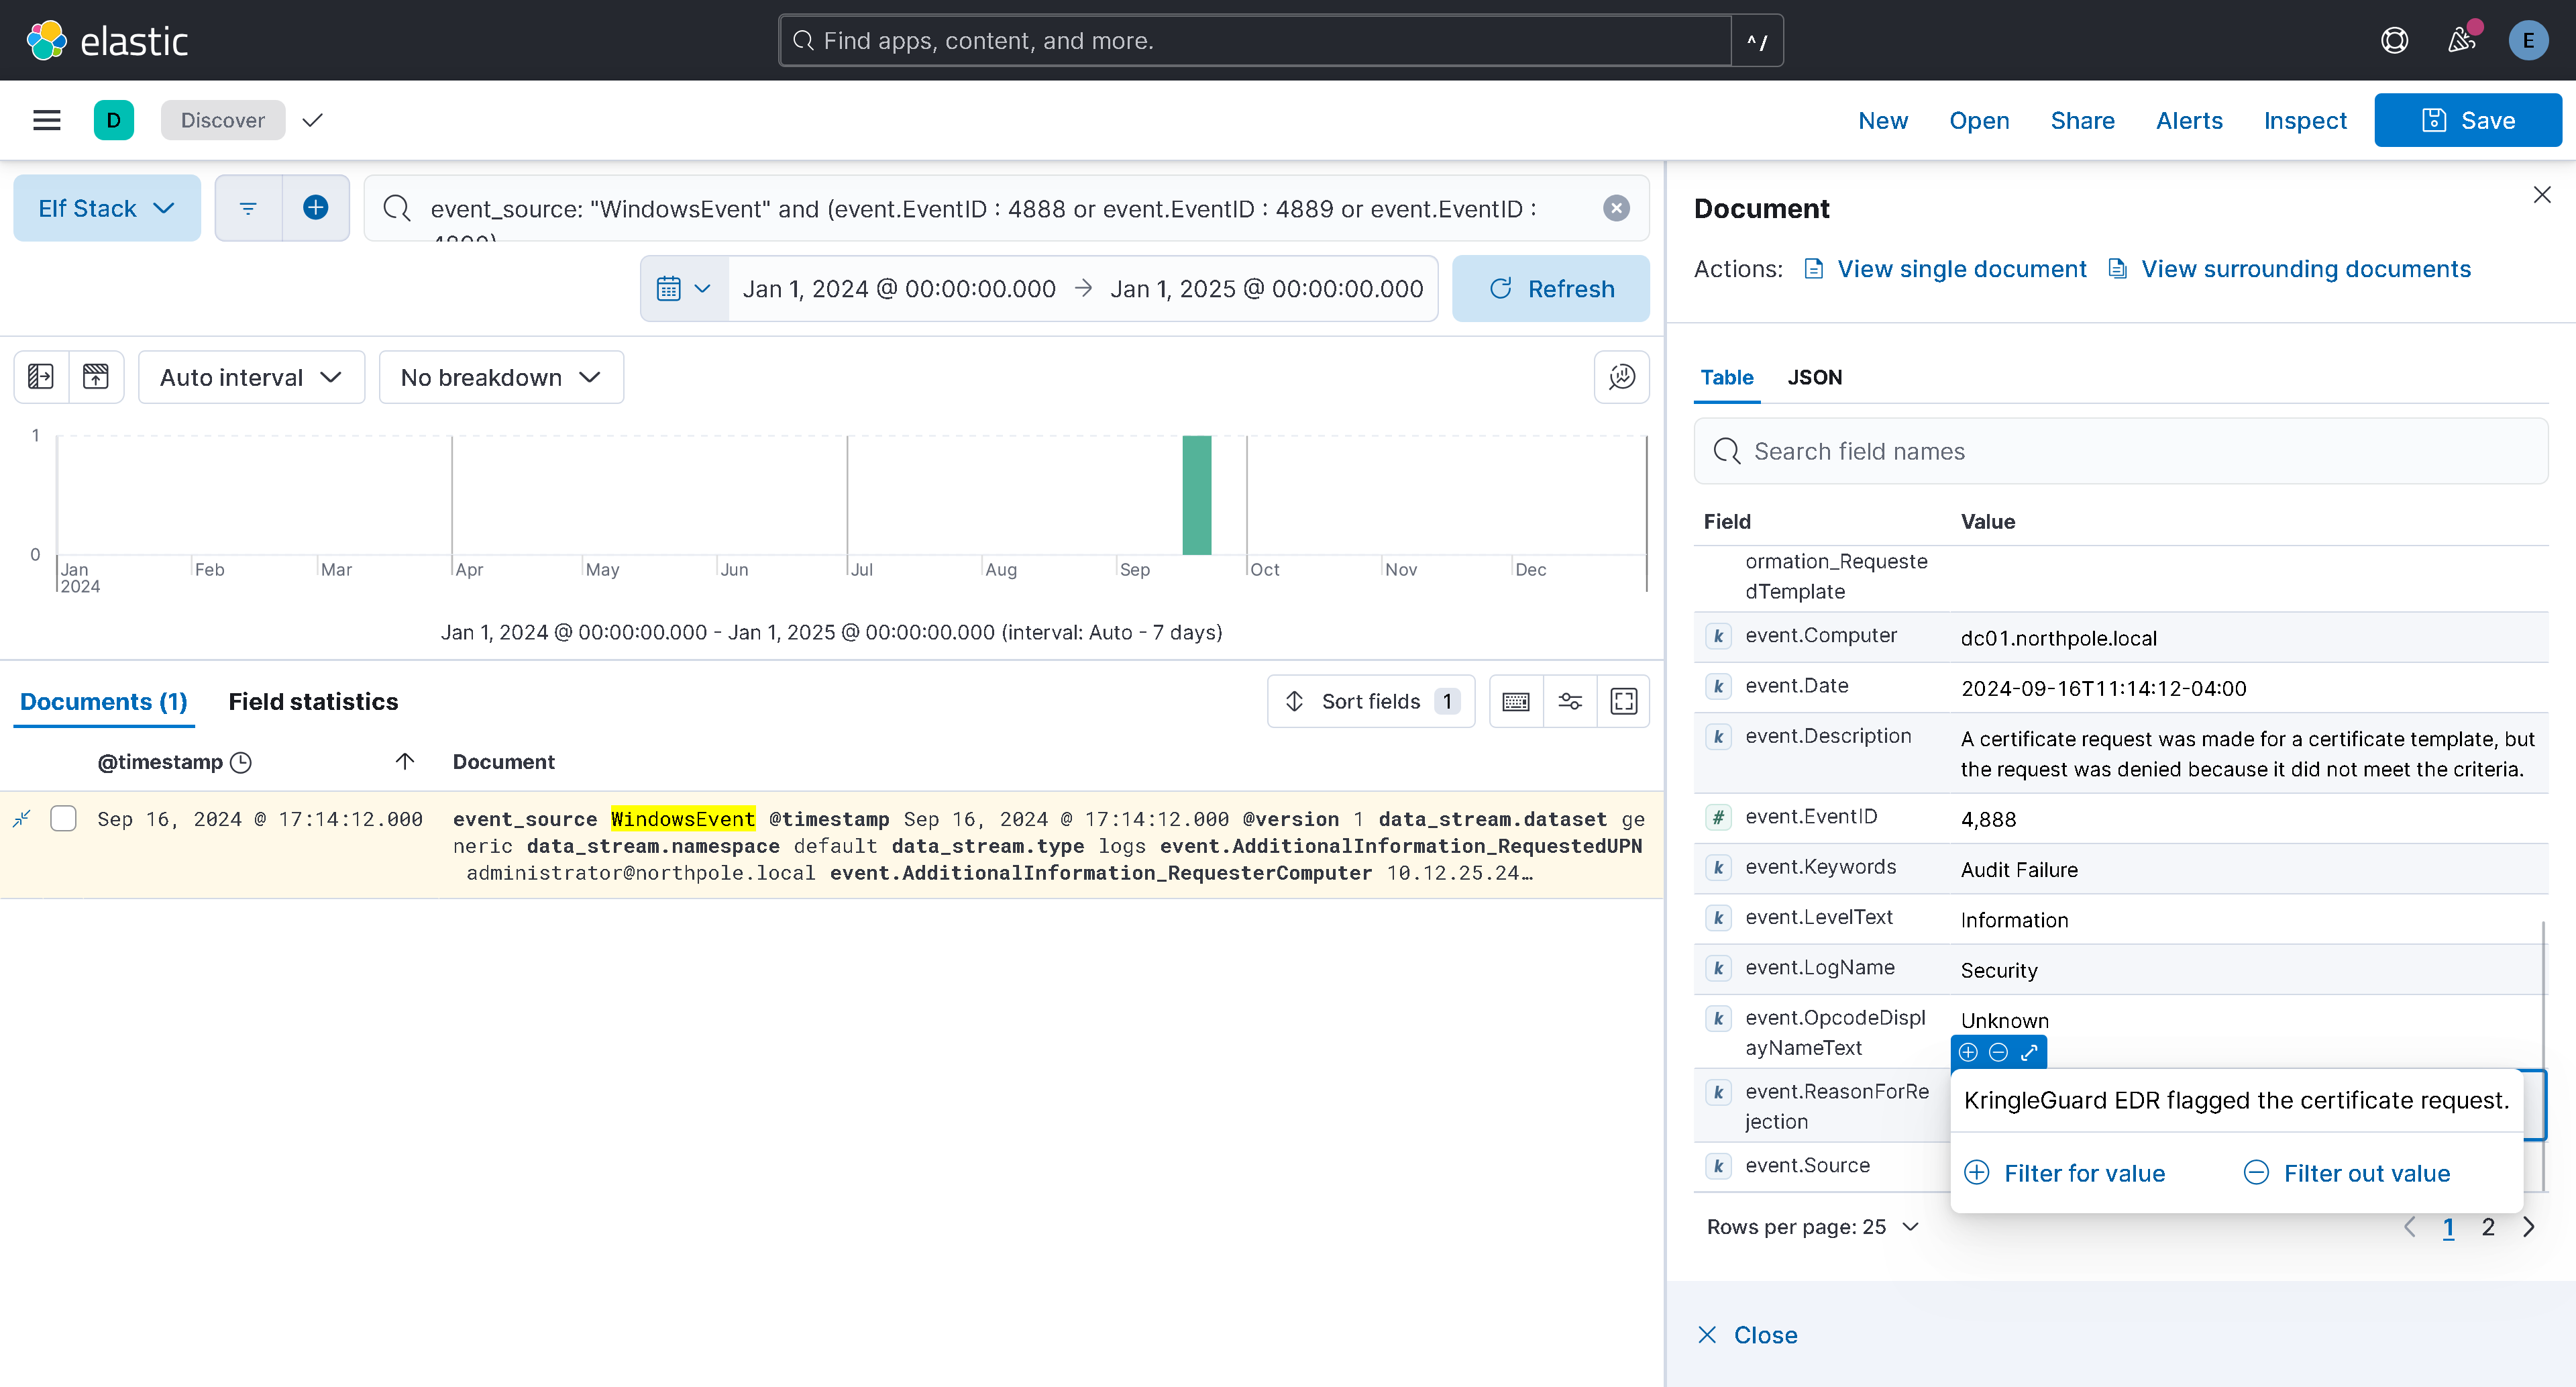 elastic
Find apps, content, and more.
^ /
E
D
Discover
New
Open
Share
Alerts
Inspect
Save
Elf Stack
event_source: "WindowsEvent" and (event.EventID : 4888 or event.EventID : 4889 or event.EventID :
Jan 1, 2024 @ 00:00:00.000 → Jan 1, 2025 @ 00:00:00.000
Refresh
Auto interval
No breakdown
1
0
Jan
2024
Feb
Mar
Apr
May
Jun
Jul
Aug
Sep
Oct
Nov
Dec
Jan 1, 2024 @ 00:00:00.000 - Jan 1, 2025 @ 00:00:00.000 (interval: Auto - 7 days)
Documents (1)
Field statistics
Sort fields 1
@timestamp
Document
Sep 16, 2024 @ 17:14:12.000
event_source WindowsEvent @timestamp Sep 16, 2024 @ 17:14:12.000 @version 1 data_stream.dataset ge
neric data_stream.namespace default data_stream.type logs event.AdditionalInformation_RequestedUPN
administrator@northpole.local event.AdditionalInformation_RequesterComputer 10.12.25.24…
Document
Actions:
View single document
View surrounding documents
Table
JSON
Search field names
Field
Value
ormation_Requeste
dTemplate
k event.Computer
dc01.northpole.local
k event.Date
2024-09-16T11:14:12-04:00
k event.Description
A certificate request was made for a certificate template, but
the request was denied because it did not meet the criteria.
# event.EventID
4,888
k event.Keywords
Audit Failure
k event.LevelText
Information
k event.LogName
Security
k event.OpcodeDispl
ayNameText
Unknown
k event.ReasonForRe
jection
KringleGuard EDR flagged the certificate request.
Filter for value
Filter out value
k event.Source
Rows per page: 25
1
2
Close